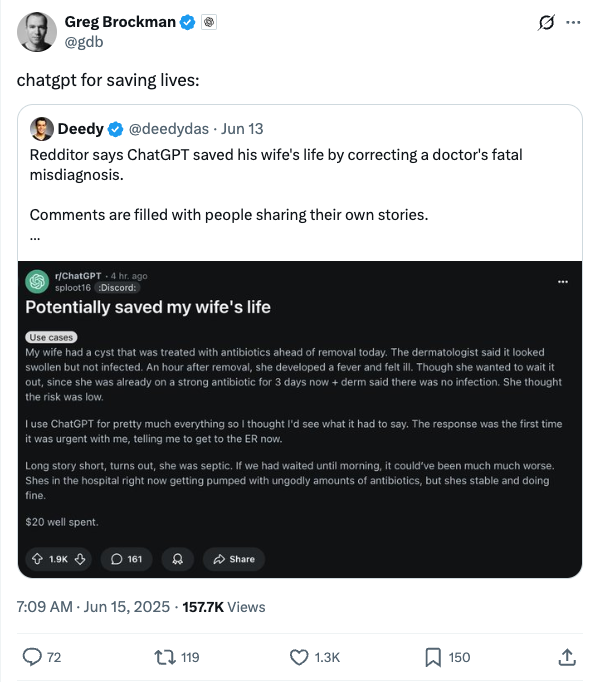 Greg Brockman
@gdb
chatgpt for saving lives:
Deedy @deedydas · Jun 13
Redditor says ChatGPT saved his wife's life by correcting a doctor's fatal
misdiagnosis.
Comments are filled with people sharing their own stories.
...
r/ChatGPT · 4 hr. ago
sploot16 :Discord:
Potentially saved my wife's life
Use cases
My wife had a cyst that was treated with antibiotics ahead of removal today. The dermatologist said it looked
swollen but not infected. An hour after removal, she developed a fever and felt ill. Though she wanted to wait it
out, since she was already on a strong antibiotic for 3 days now + derm said there was no infection. She thought
the risk was low.
I use ChatGPT for pretty much everything so I thought I'd see what it had to say. The response was the first time
it was urgent with me, telling me to get to the ER now.
Long story short, turns out, she was septic. If we had waited until morning, it could've been much much worse.
Shes in the hospital right now getting pumped with ungodly amounts of antibiotics, but shes stable and doing
fine.
$20 well spent.
1.9K 161 Share
7:09 AM · Jun 15, 2025 · 157.7K Views
72 119 1.3K 150